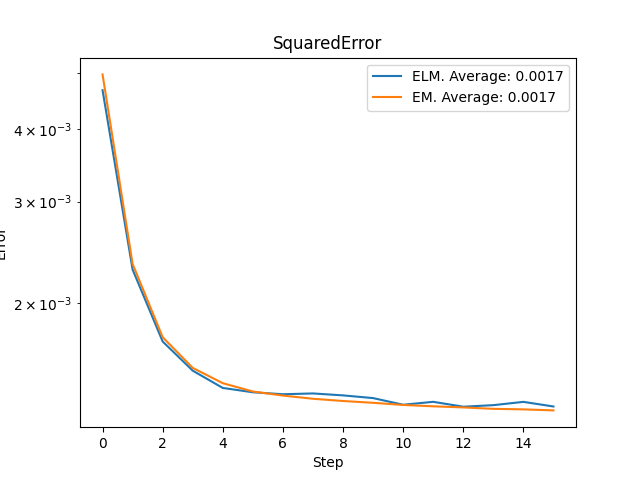 SquaredError
ELM. Average: 0.0017
EM. Average: 0.0017
4 × 10⁻³
3 × 10⁻³
2 × 10⁻³
Error
0 2 4 6 8 10 12 14
Step